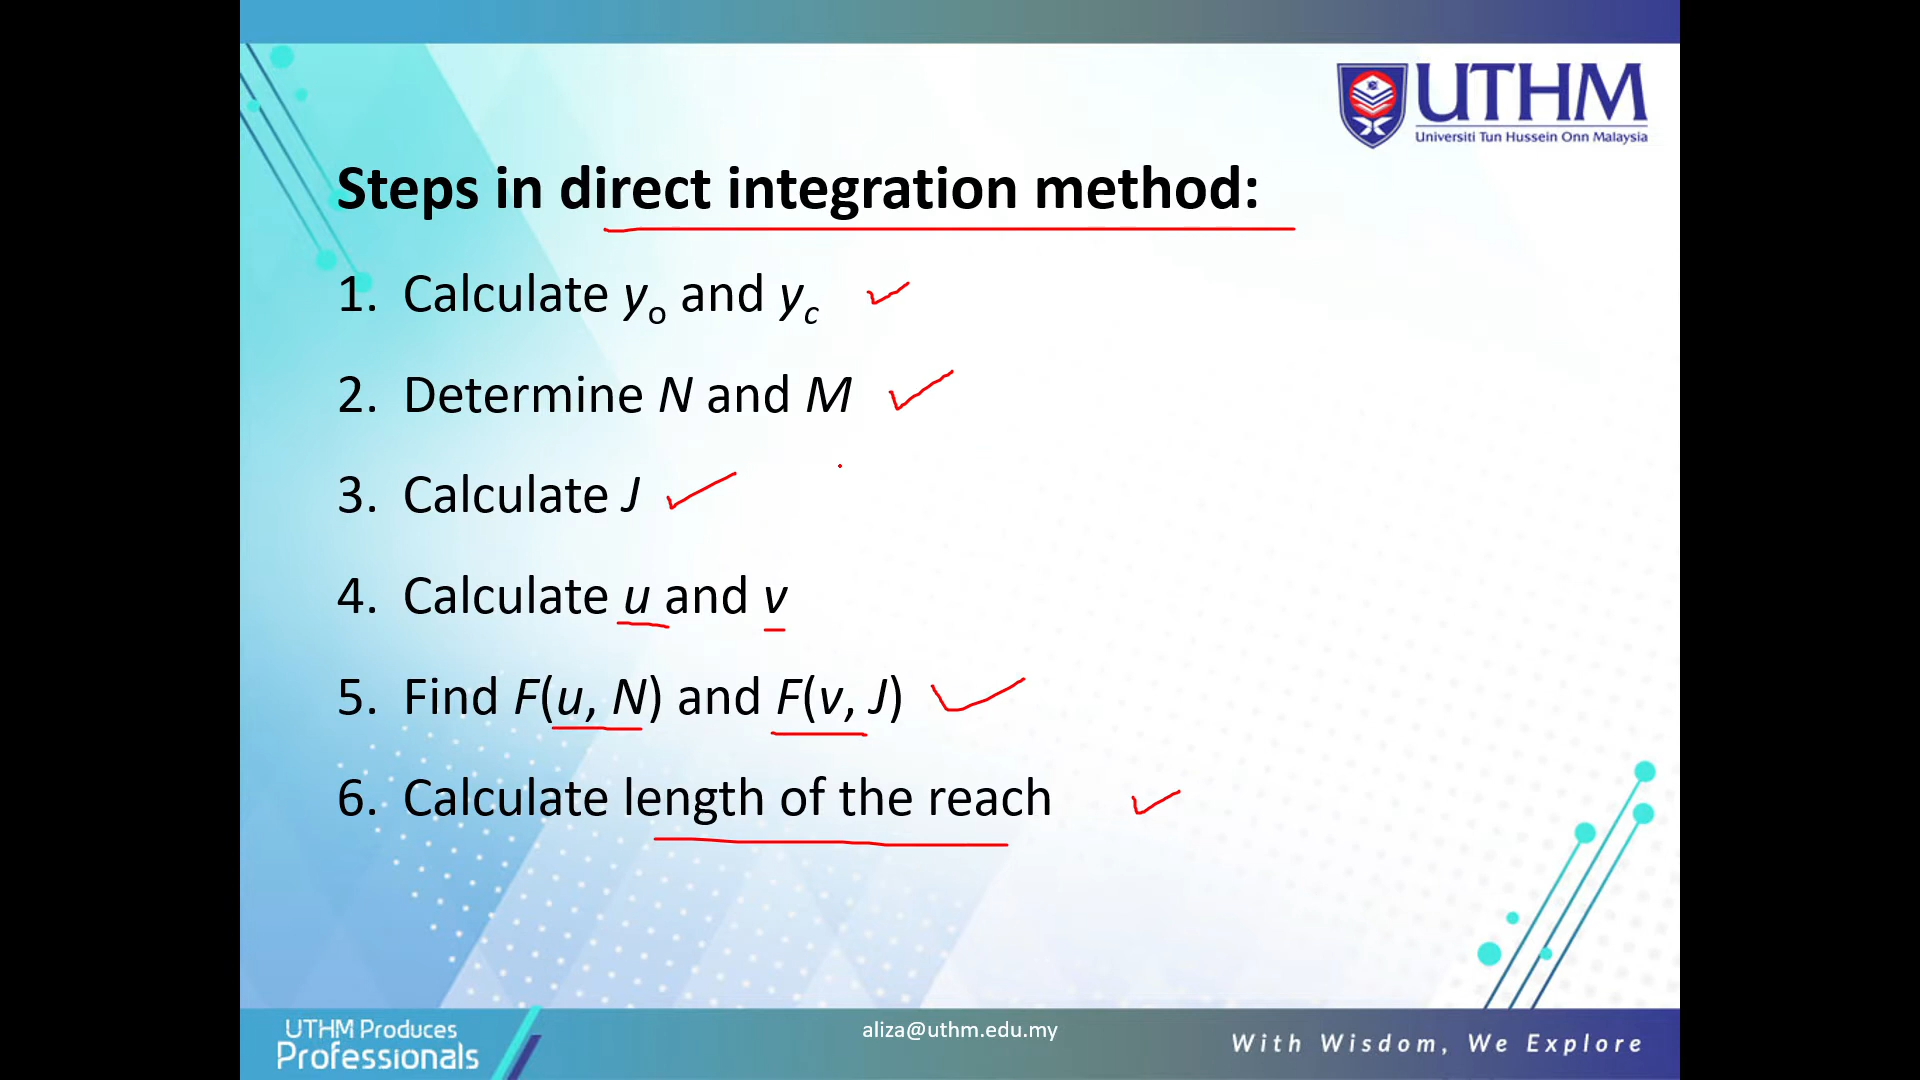 UTHM
Universiti Tun Hussein Onn Malaysia
Steps in direct integration method:
1. Calculate yo and yc
2. Determine N and M
3. Calculate J
4. Calculate u and v
5. Find F(u, N) and F(v, J)
6. Calculate length of the reach
UTHM Produces
Professionals
aliza@uthm.edu.my
With Wisdom, We Explore